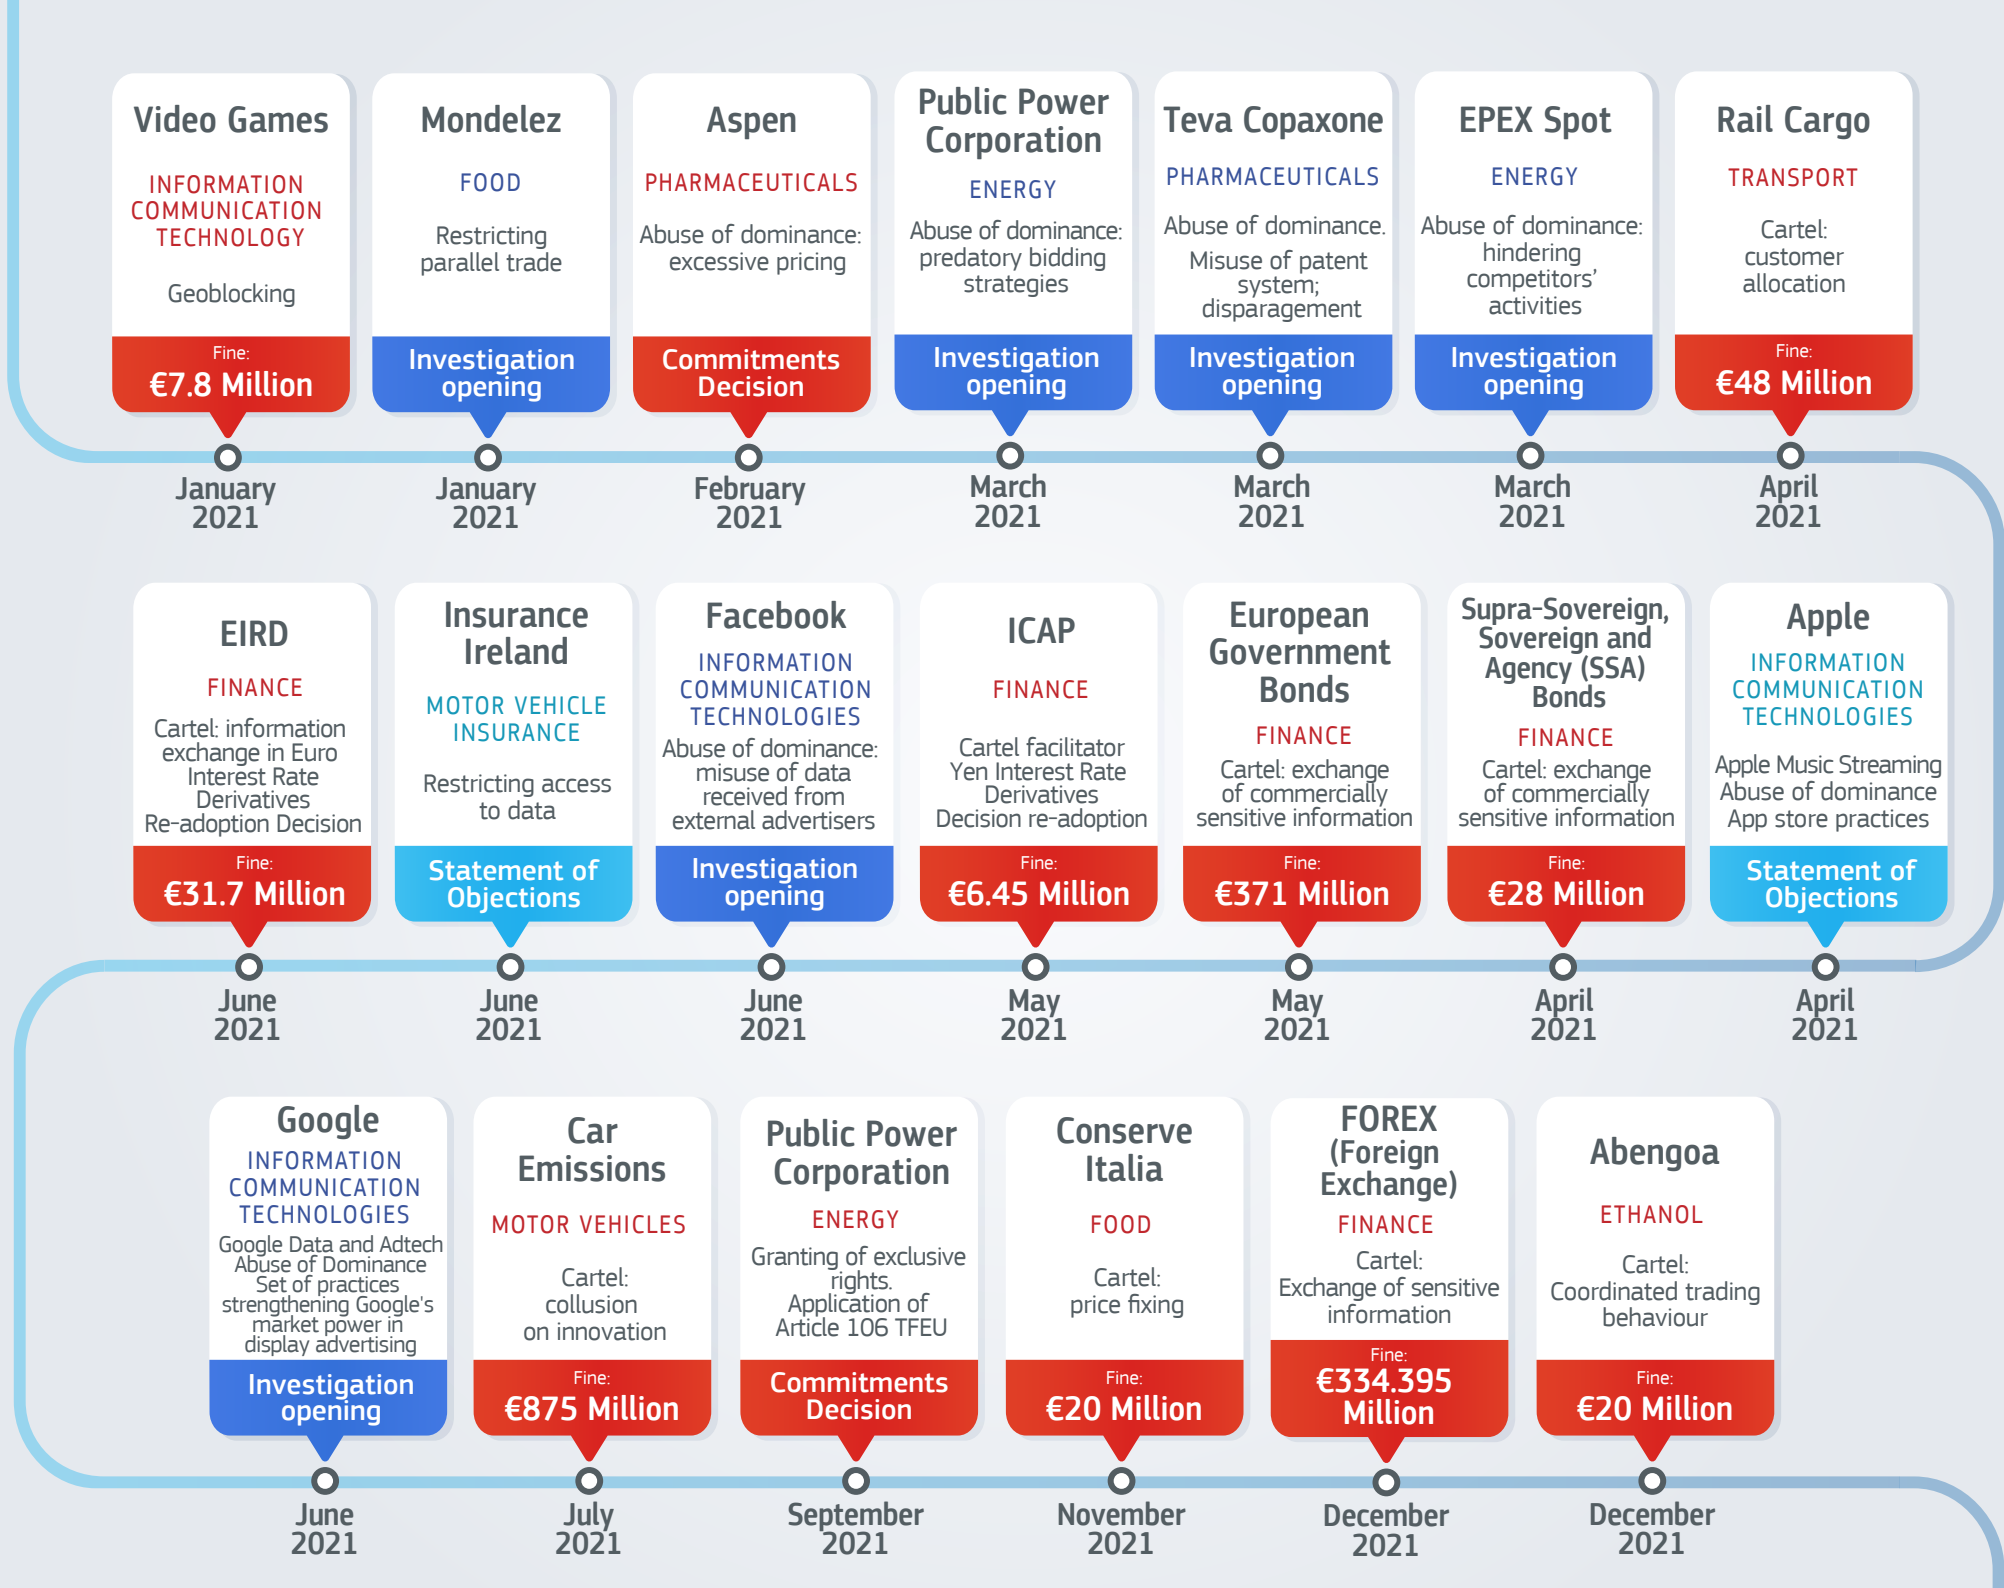 Video Games
INFORMATION
COMMUNICATION
TECHNOLOGY
Geoblocking
Fine:
€7.8 Million
January
2021
Mondelez
FOOD
Restricting
parallel trade
Investigation
opening
January
2021
Aspen
PHARMACEUTICALS
Abuse of dominance:
excessive pricing
Commitments
Decision
February
2021
Public Power
Corporation
ENERGY
Abuse of dominance:
predatory bidding
strategies
Investigation
opening
March
2021
Teva Copaxone
PHARMACEUTICALS
Abuse of dominance.
Misuse of patent
system;
disparagement
Investigation
opening
March
2021
EPEX Spot
ENERGY
Abuse of dominance:
hindering
competitors’
activities
Investigation
opening
March
2021
Rail Cargo
TRANSPORT
Cartel:
customer
allocation
Fine:
€48 Million
April
2021
EIRD
FINANCE
Cartel: information
exchange in Euro
Interest Rate
Derivatives
Re-adoption Decision
Fine:
€31.7 Million
June
2021
Insurance
Ireland
MOTOR VEHICLE
INSURANCE
Restricting access
to data
Statement of
Objections
June
2021
Facebook
INFORMATION
COMMUNICATION
TECHNOLOGIES
Abuse of dominance:
misuse of data
received from
external advertisers
Investigation
opening
June
2021
ICAP
FINANCE
Cartel facilitator
Yen Interest Rate
Derivatives
Decision re-adoption
Fine:
€6.45 Million
May
2021
European
Government
Bonds
FINANCE
Cartel: exchange
of commercially
sensitive information
Fine:
€371 Million
May
2021
Supra-Sovereign,
Sovereign and
Agency (SSA)
Bonds
FINANCE
Cartel: exchange
of commercially
sensitive information
Fine:
€28 Million
April
2021
Apple
INFORMATION
COMMUNICATION
TECHNOLOGIES
Apple Music Streaming
Abuse of dominance
App store practices
Statement of
Objections
April
2021
Google
INFORMATION
COMMUNICATION
TECHNOLOGIES
Google Data and Adtech
Abuse of Dominance
Set of practices
strengthening Google's
market power in
display advertising
Investigation
opening
June
2021
Car
Emissions
MOTOR VEHICLES
Cartel:
collusion
on innovation
Fine:
€875 Million
July
2021
Public Power
Corporation
ENERGY
Granting of exclusive
rights.
Application of
Article 106 TFEU
Commitments
Decision
September
2021
Conserve
Italia
FOOD
Cartel:
price fixing
Fine:
€20 Million
November
2021
FOREX
(Foreign
Exchange)
FINANCE
Cartel:
Exchange of sensitive
information
Fine:
€334.395
Million
December
2021
Abengoa
ETHANOL
Cartel:
Coordinated trading
behaviour
Fine:
€20 Million
December
2021